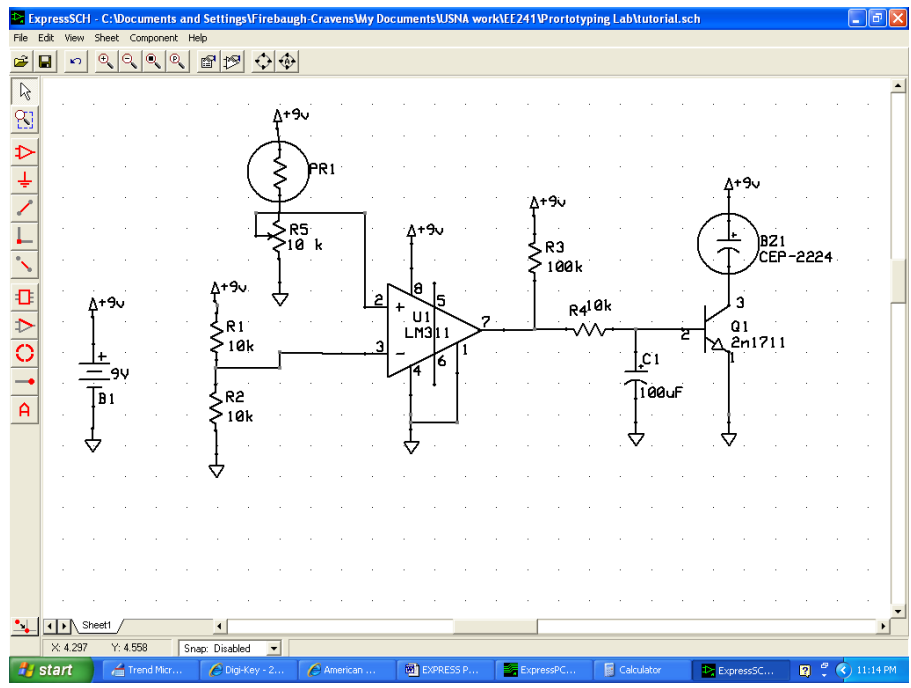 ExpressSCH - C:\Documents and Settings\Firebaugh-Cravens\My Documents\USNA work\EE241\Prortotyping Lab\tutorial.sch
File Edit View Sheet Component Help
+9v
PR1
R5
10 k
+9v
8
2
+
5
U1
LM311
7
3
-
6
1
4
+9v
R1
10k
R2
10k
+9v
+
9V
B1
+9v
R3
100k
R4 10k
C1
+
100uF
+9v
+
BZ1
CEP-2224
3
Q1
2
2n1711
1
A
Sheet1
X: 4.297 Y: 4.558 Snap: Disabled
start Trend Micr... Digi-Key - 2... American ... EXPRESS P... ExpressPC... Calculator ExpressSC... 11:14 PM